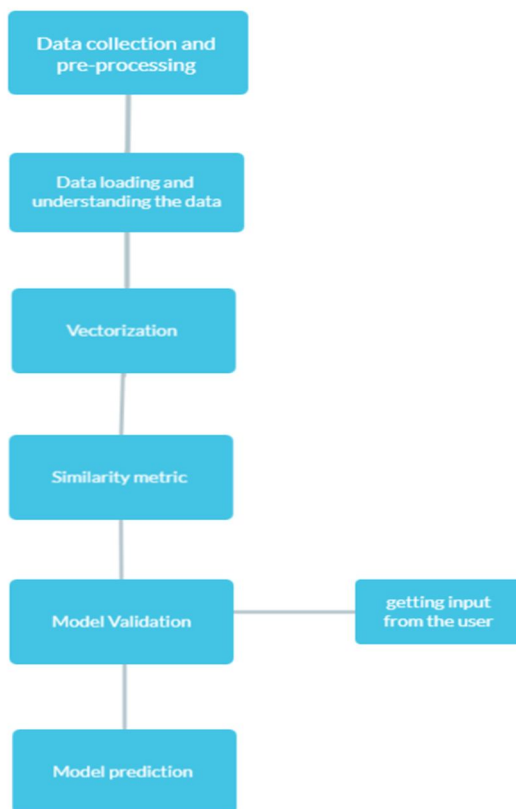 Data collection and
pre-processing
Data loading and
understanding the data
Vectorization
Similarity metric
Model Validation
getting input
from the user
Model prediction